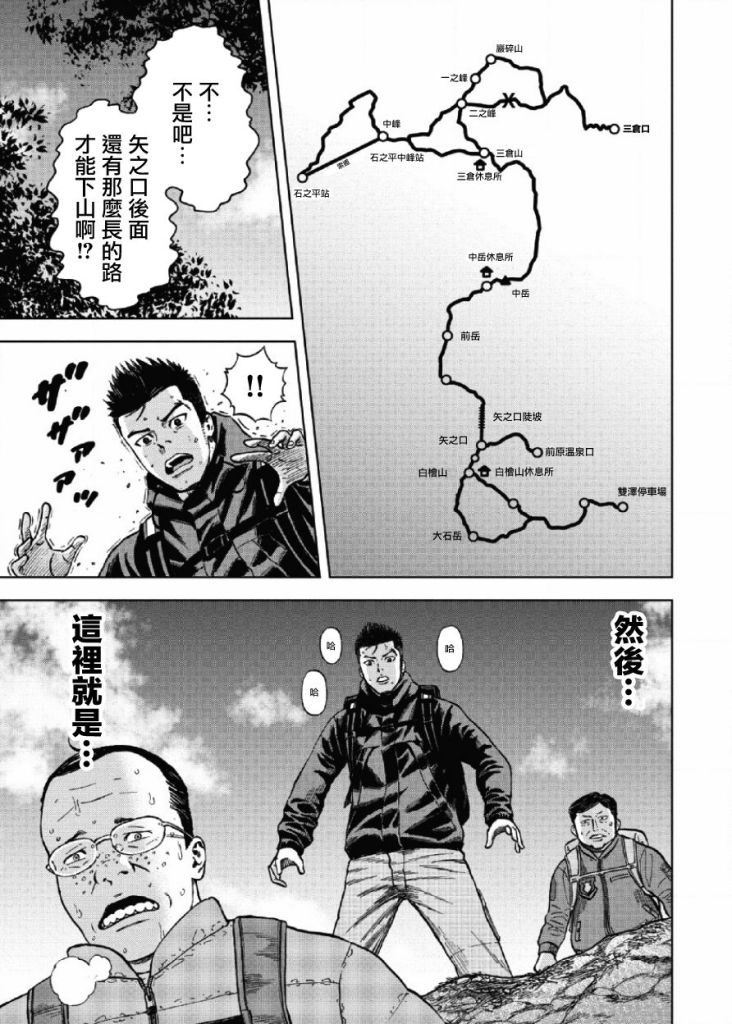 巖碎山
一之峰
二之峰
三倉口
中峰
石之平中峰站
三倉山
索道
三倉休息所
石之平站
中岳休息所
中岳
前岳
矢之口陡坡
矢之口
前原溫泉口
白檜山
白檜山休息所
雙澤停車場
大石岳
不…
不是吧…
矢之口後面
還有那麼長的路
才能下山啊!?
!!
ザザァァッ
然後…
哈
哈
哈
這裡就是…